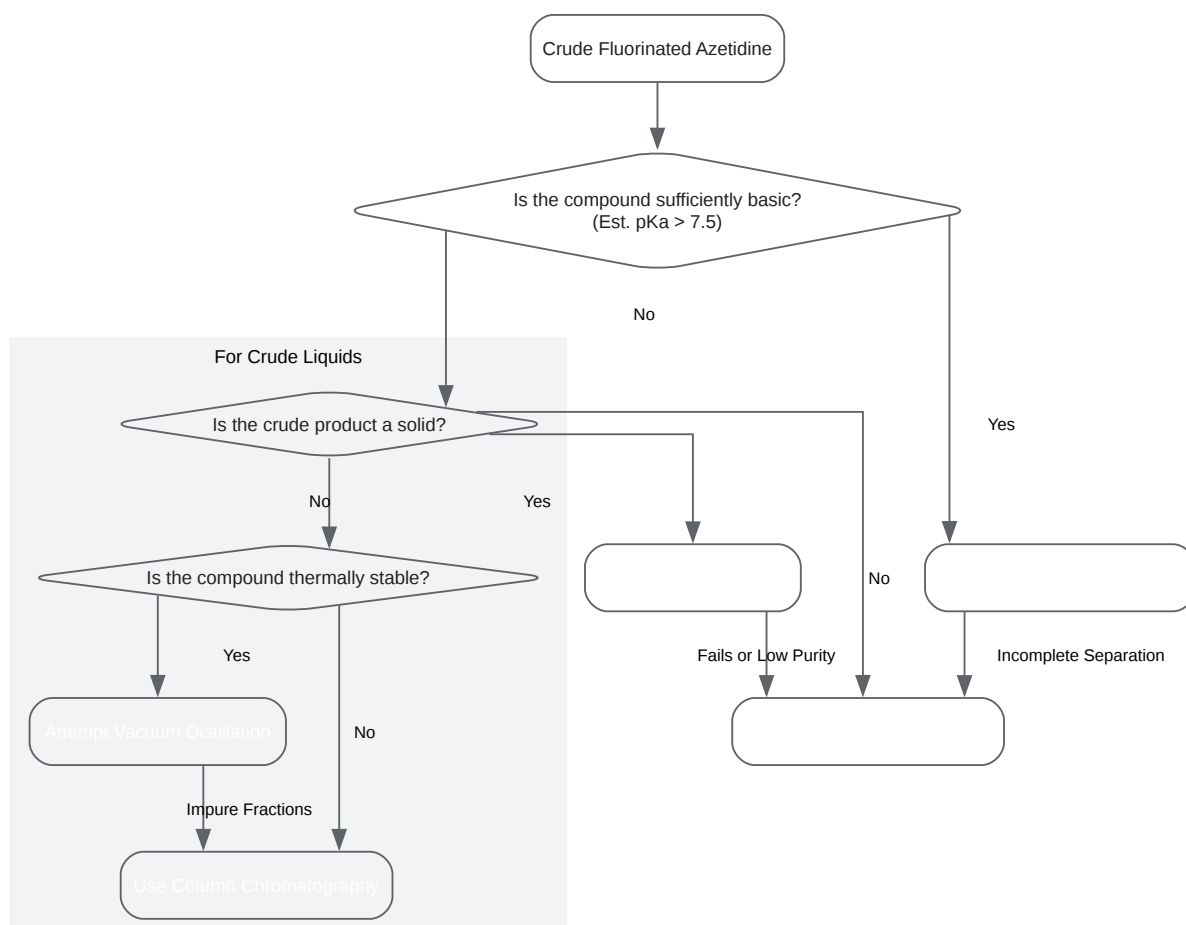 Crude Fluorinated Azetidine
Is the compound sufficiently basic?
(Est. pKa > 7.5)
No
For Crude Liquids
Is the crude product a solid?
Yes
No
Yes
Is the compound thermally stable?
No
Yes
Fails or Low Purity
Incomplete Separation
Attempt Vacuum Distillation
No
Impure Fractions
Use Column Chromatography